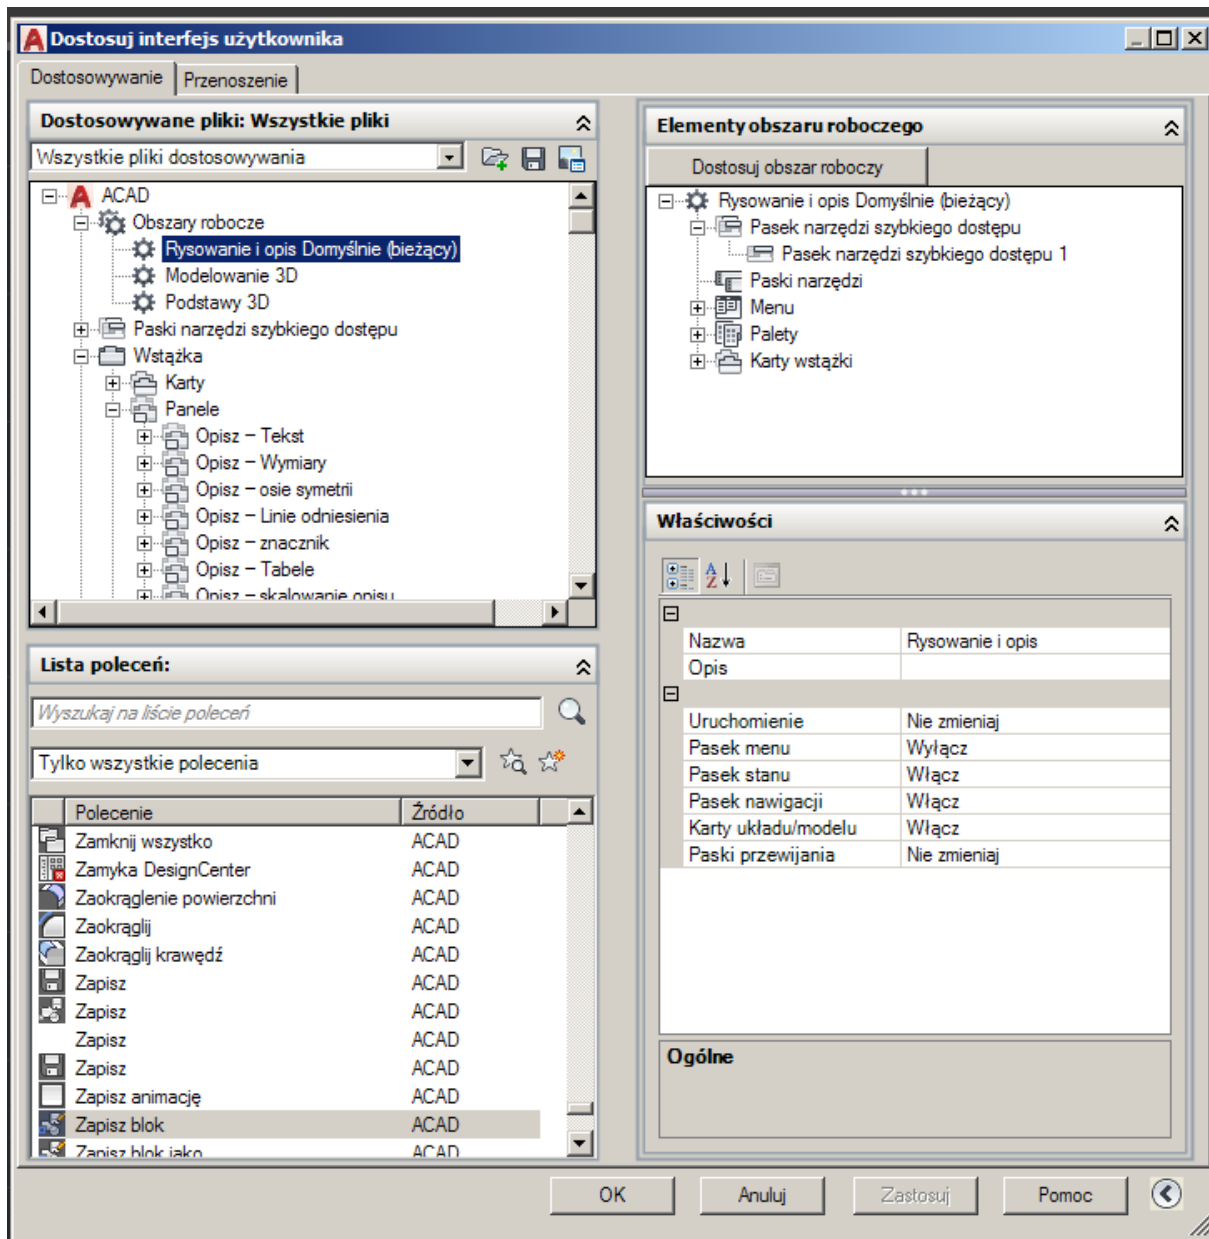 Dostosuj interfejs użytkownika
Dostosowywanie
Przenoszenie
Dostosowywane pliki: Wszystkie pliki
Wszystkie pliki dostosowywania
ACAD
Obszary robocze
Rysowanie i opis Domyślnie (bieżący)
Modelowanie 3D
Podstawy 3D
Paski narzędzi szybkiego dostępu
Wstążka
Karty
Panele
Opisz – Tekst
Opisz – Wymiary
Opisz – osie symetrii
Opisz – Linie odniesienia
Opisz – znacznik
Opisz – Tabele
Opisz – skalowanie opisu
Lista poleceń:
Wyszukaj na liście poleceń
Tylko wszystkie polecenia
Polecenie Źródło
Zamknij wszystko ACAD
Zamyka DesignCenter ACAD
Zaokrąglenie powierzchni ACAD
Zaokrąglij ACAD
Zaokrąglij krawędź ACAD
Zapisz ACAD
Zapisz ACAD
Zapisz ACAD
Zapisz ACAD
Zapisz animację ACAD
Zapisz blok ACAD
Zapisz blok jako ACAD
Elementy obszaru roboczego
Dostosuj obszar roboczy
Rysowanie i opis Domyślnie (bieżący)
Pasek narzędzi szybkiego dostępu
Pasek narzędzi szybkiego dostępu 1
Paski narzędzi
Menu
Palety
Karty wstążki
Właściwości
Nazwa Rysowanie i opis
Opis
Uruchomienie Nie zmieniaj
Pasek menu Wyłącz
Pasek stanu Włącz
Pasek nawigacji Włącz
Karty układu/modelu Włącz
Paski przewijania Nie zmieniaj
Ogólne
OK
Anuluj
Zastosuj
Pomoc